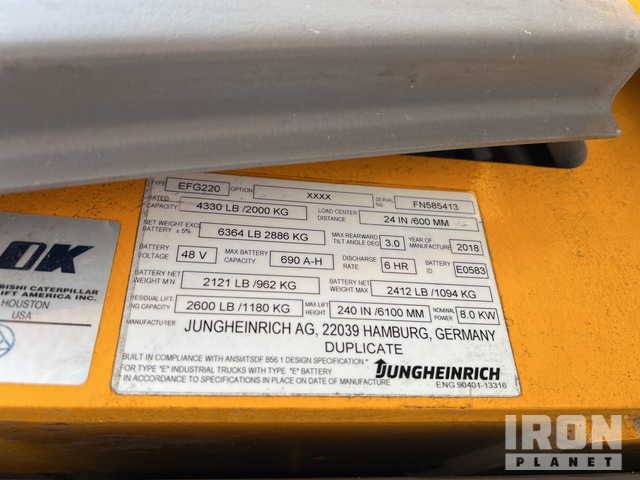 TYPE EFG220 OPTION XXXX SERIAL No FN585413
RATED CAPACITY 4330 LB /2000 KG LOAD CENTER DISTANCE 24 IN /600 MM
NET WEIGHT EXC BATTERY ± 5% 6364 LB 2886 KG MAX REARWARD TILT ANGLE DEG 3.0 YEAR OF MANUFACTURE 2018
BATTERY VOLTAGE 48 V MAX BATTERY CAPACITY 690 A-H DISCHARGE RATE 6 HR BATTERY ID E0583
BATTERY NET WEIGHT MIN 2121 LB /962 KG BATTERY NET WEIGHT MAX 2412 LB /1094 KG
RESIDUAL LIFT- ING CAPACITY 2600 LB /1180 KG MAX LIFT HEIGHT 240 IN /6100 MM NOMINAL POWER 8.0 KW
MANUFACTURER JUNGHEINRICH AG, 22039 HAMBURG, GERMANY
DUPLICATE
BUILT IN COMPLIANCE WITH ANSI/ITSDF B56.1 DESIGN SPECIFICATION*
FOR TYPE "E" INDUSTRIAL TRUCKS WITH TYPE "E" BATTERY
* IN ACCORDANCE TO SPECIFICATIONS IN PLACE ON DATE OF MANUFACTURE
JUNGHEINRICH
ENG 90401-13316
OK
BISHI CATERPILLAR
FT AMERICA INC.
HOUSTON
USA
IRON
PLANET